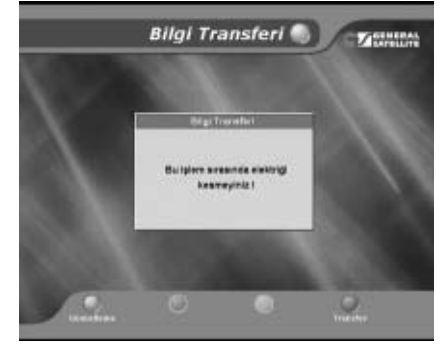 Bilgi Transferi
GENERAL
SATELLITE
Bilgi Transferi
Bu işlem sırasında elektriği
kesmeyiniz !
Transfer